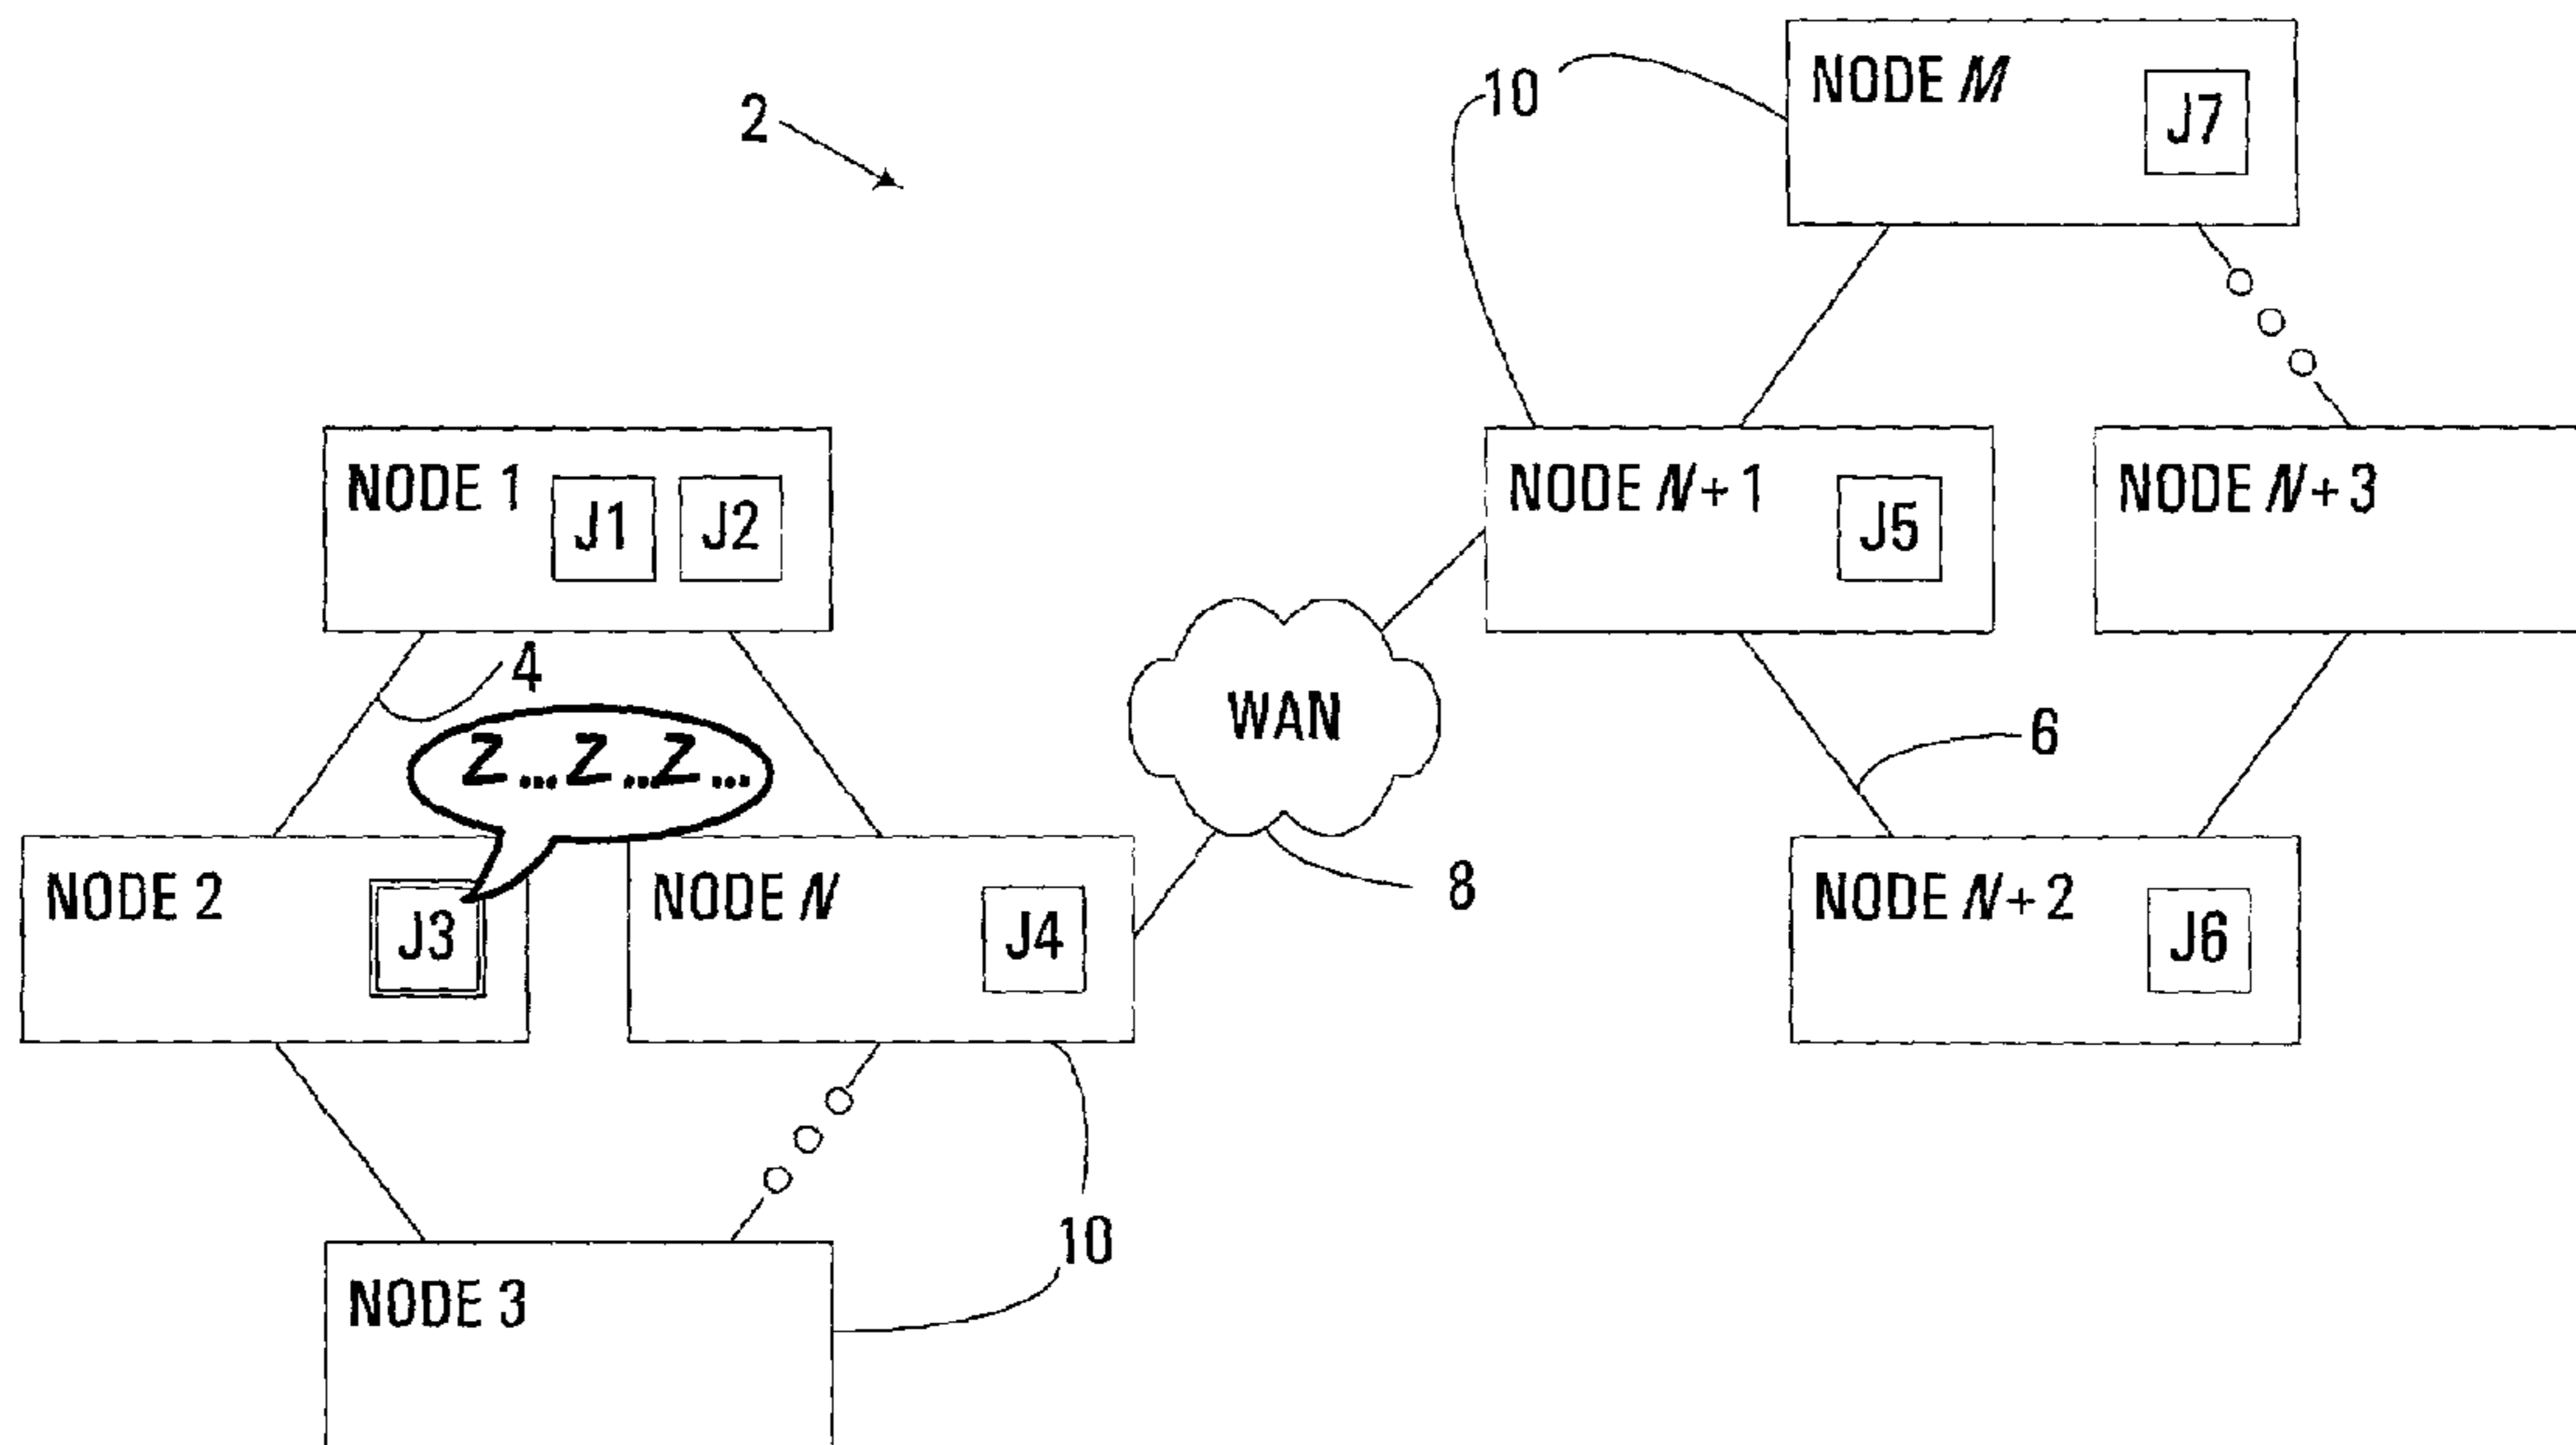 2
10
NODE M
J7
NODE 1
J1
J2
NODE N+1
J5
NODE N+3
4
WAN
6
Z...Z...Z...
NODE 2
J3
NODE N
J4
8
NODE N+2
J6
10
NODE 3